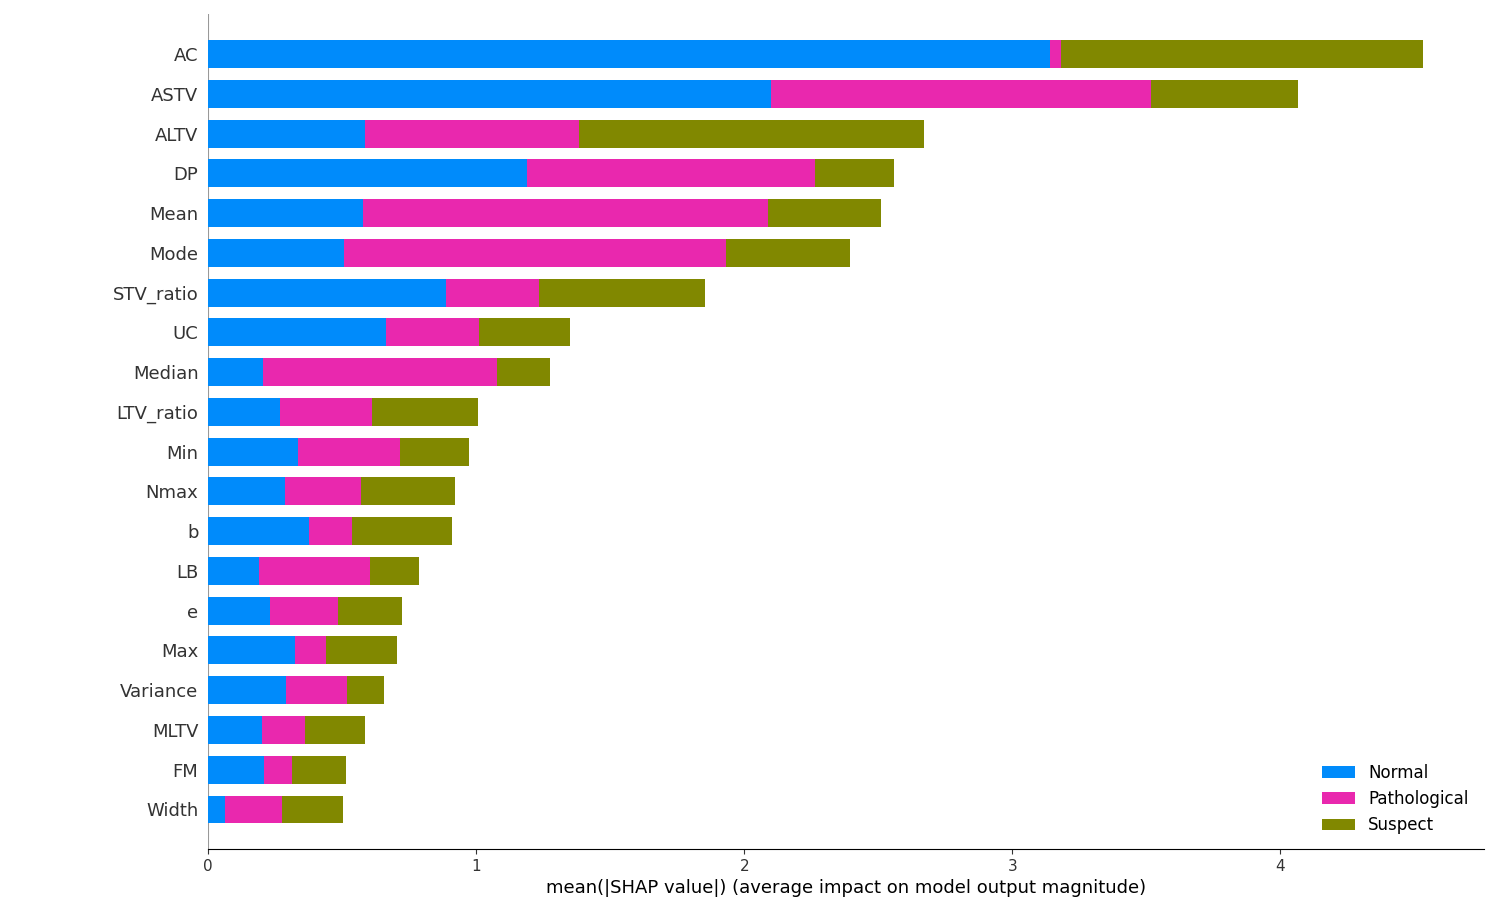 AC
ASTV
ALTV
DP
Mean
Mode
STV_ratio
UC
Median
LTV_ratio
Min
Nmax
b
LB
e
Max
Variance
MLTV
FM
Width
Normal
Pathological
Suspect
0 1 2 3 4
mean(|SHAP value|) (average impact on model output magnitude)